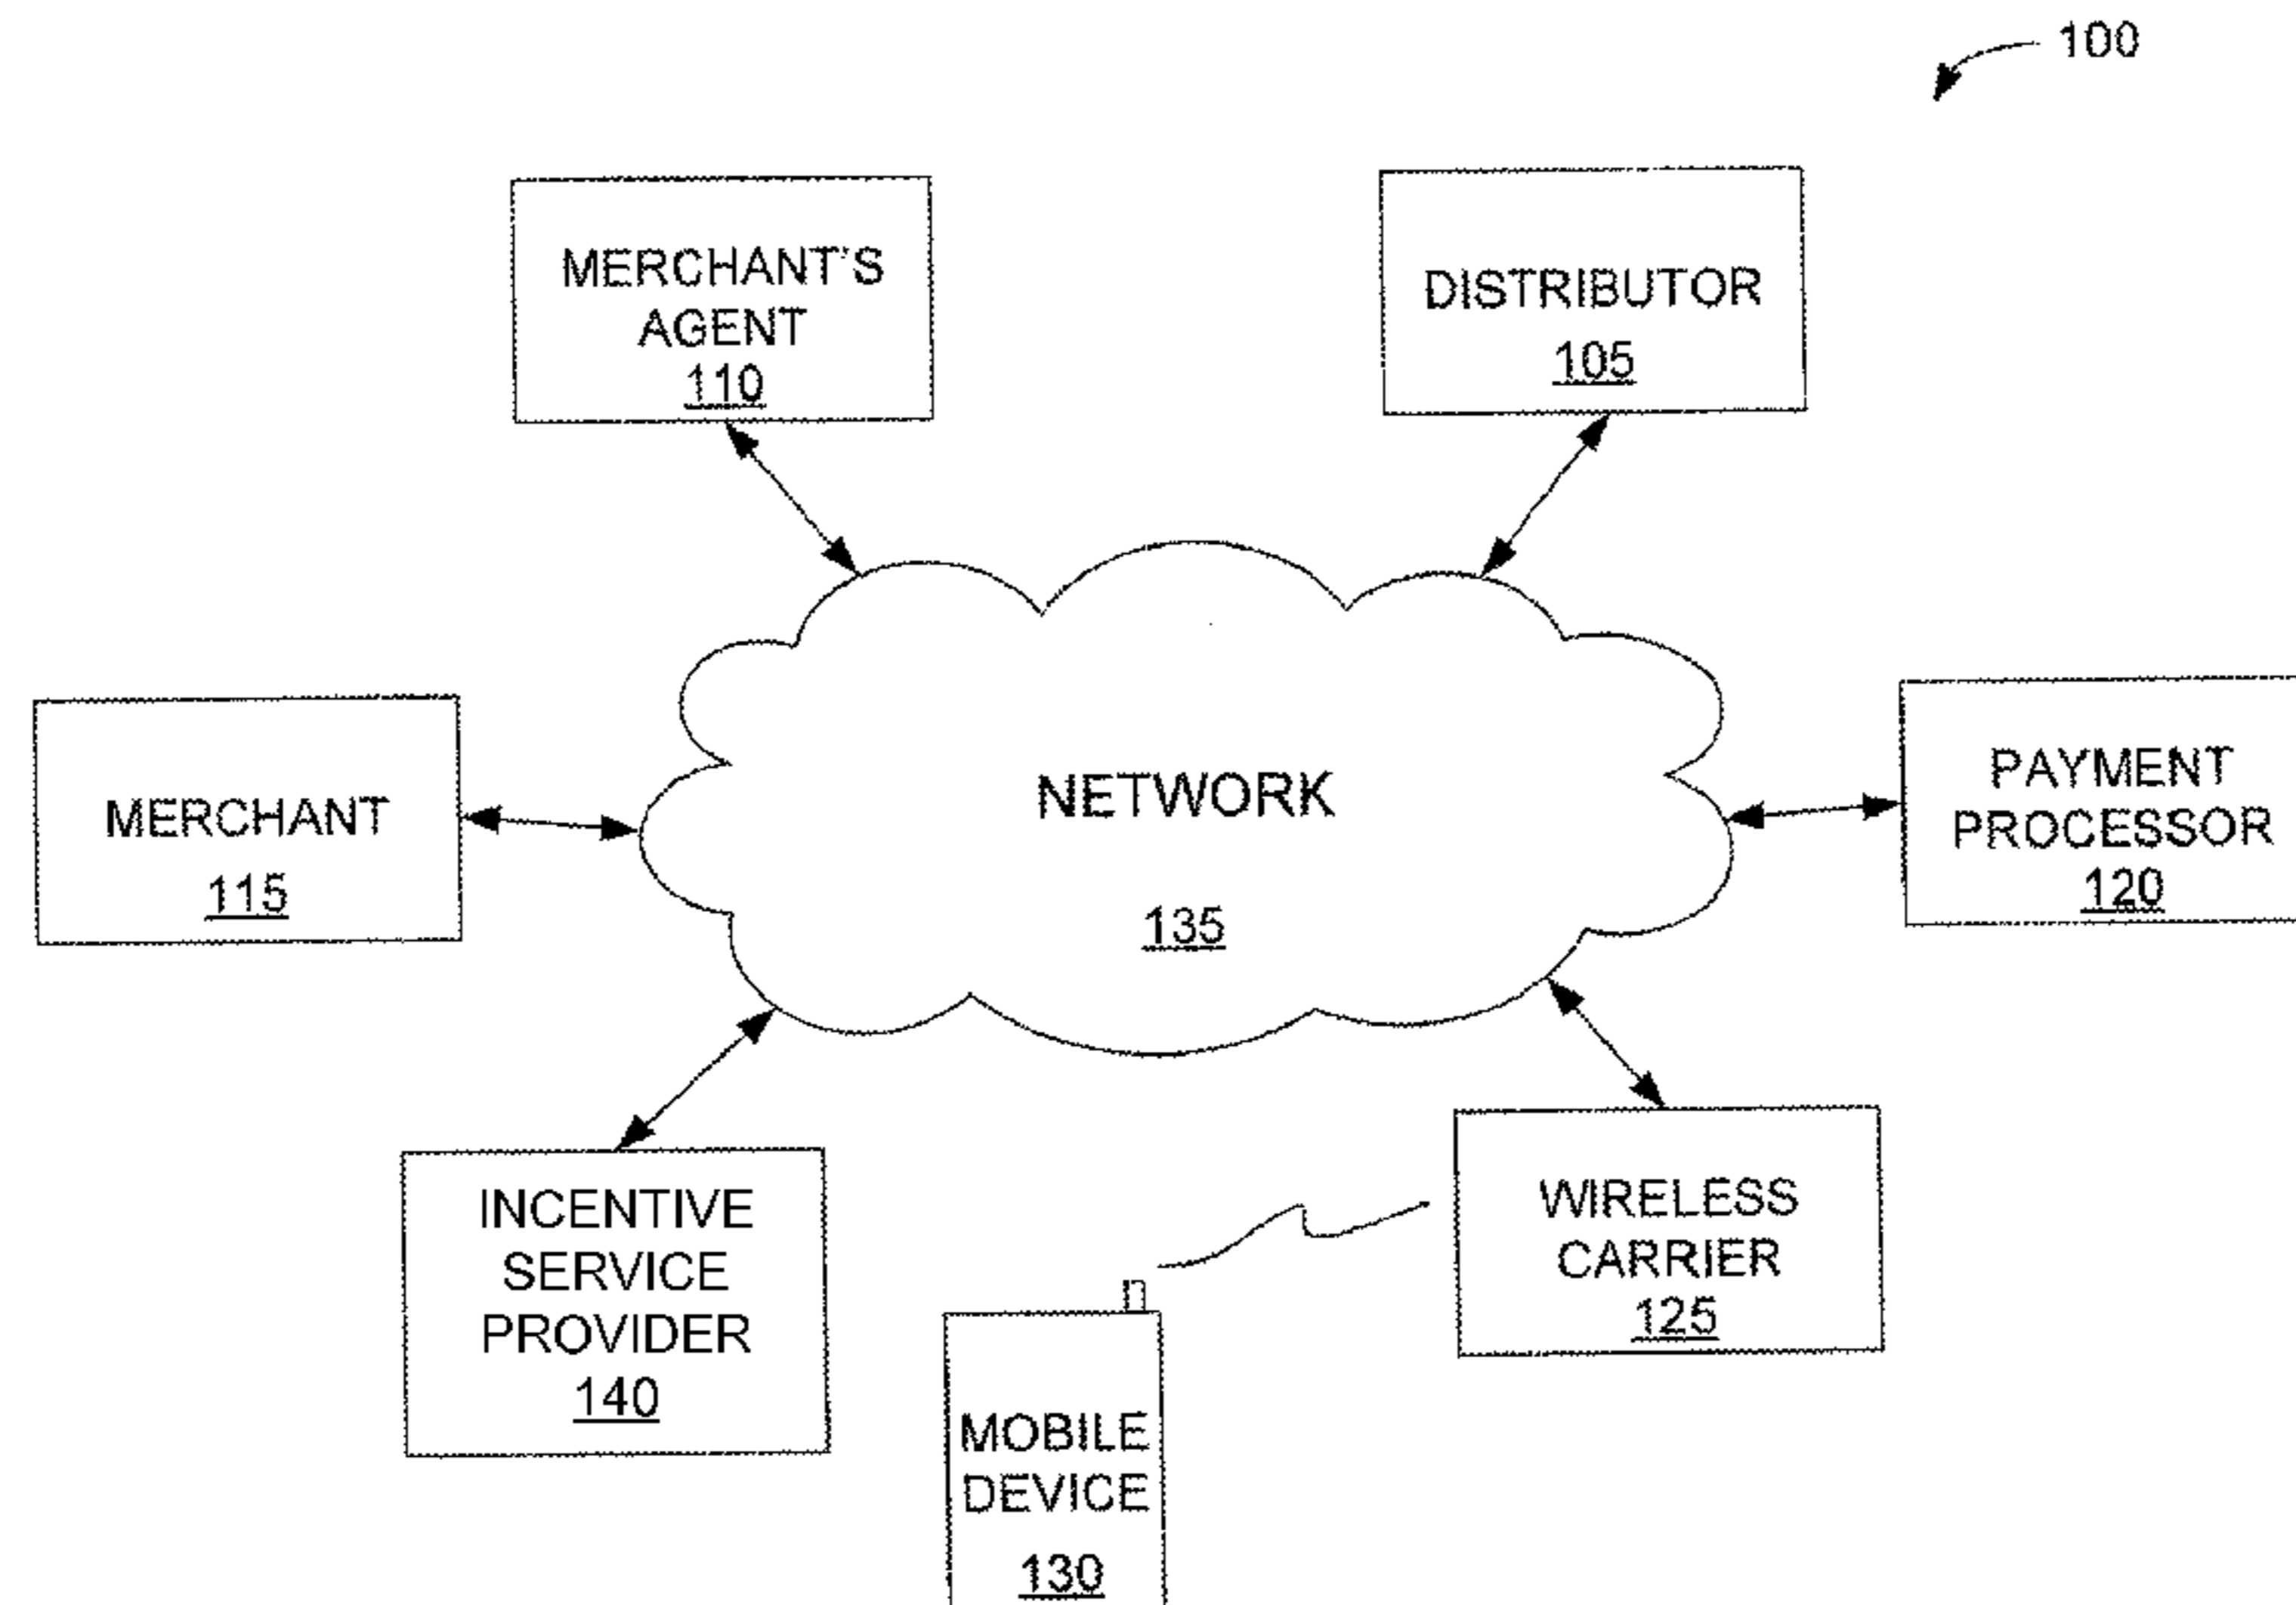 100
MERCHANT'S
AGENT
110
DISTRIBUTOR
105
MERCHANT
115
NETWORK
135
PAYMENT
PROCESSOR
120
INCENTIVE
SERVICE
PROVIDER
140
MOBILE
DEVICE
130
WIRELESS
CARRIER
125